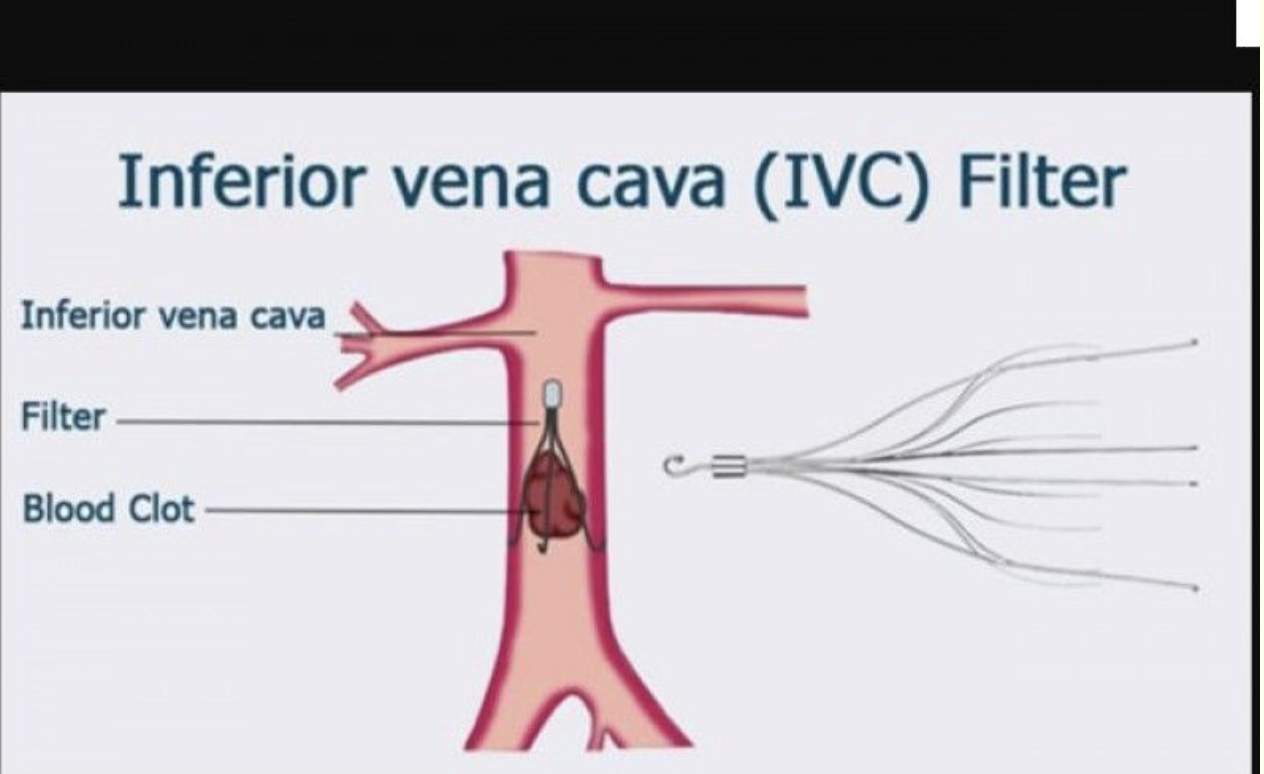 Inferior vena cava (IVC) Filter
Inferior vena cava
Filter
Blood Clot